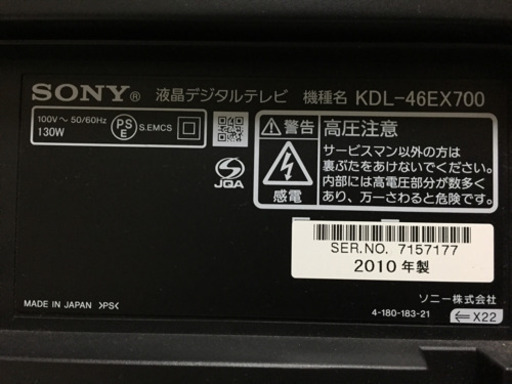 SONY® 液晶デジタルテレビ 機種名 KDL-46EX700
100V～50/60Hz
130W
PS
E
S.EMCS
JQA
警告 高圧注意
感電
サービスマン以外の方は
裏ぶたをあけないでください。
内部には高電圧部分が数多く
あり、万一さわると危険です。
SER.NO. 7157177
2010年製
MADE IN JAPAN >PS<
ソニー株式会社
4-180-183-21
X22